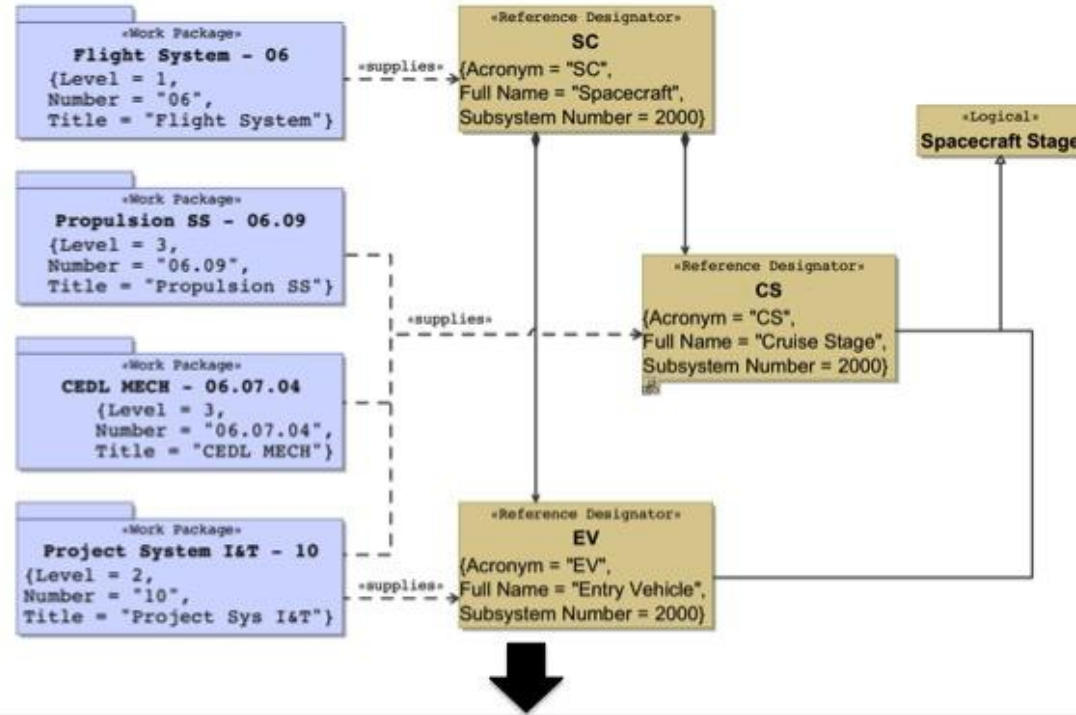 «Work Package»
Flight System - 06
{Level = 1,
Number = "06",
Title = "Flight System"}
«supplies»
«Reference Designator»
SC
{Acronym = "SC",
Full Name = "Spacecraft",
Subsystem Number = 2000}
«Logical»
Spacecraft Stage
«Work Package»
Propulsion SS - 06.09
{Level = 3,
Number = "06.09",
Title = "Propulsion SS"}
«supplies»
«Reference Designator»
CS
{Acronym = "CS",
Full Name = "Cruise Stage",
Subsystem Number = 2000}
«Work Package»
CEDL MECH - 06.07.04
{Level = 3,
Number = "06.07.04",
Title = "CEDL MECH"}
«Work Package»
Project System I&T - 10
{Level = 2,
Number = "10",
Title = "Project Sys I&T"}
«supplies»
«Reference Designator»
EV
{Acronym = "EV",
Full Name = "Entry Vehicle",
Subsystem Number = 2000}